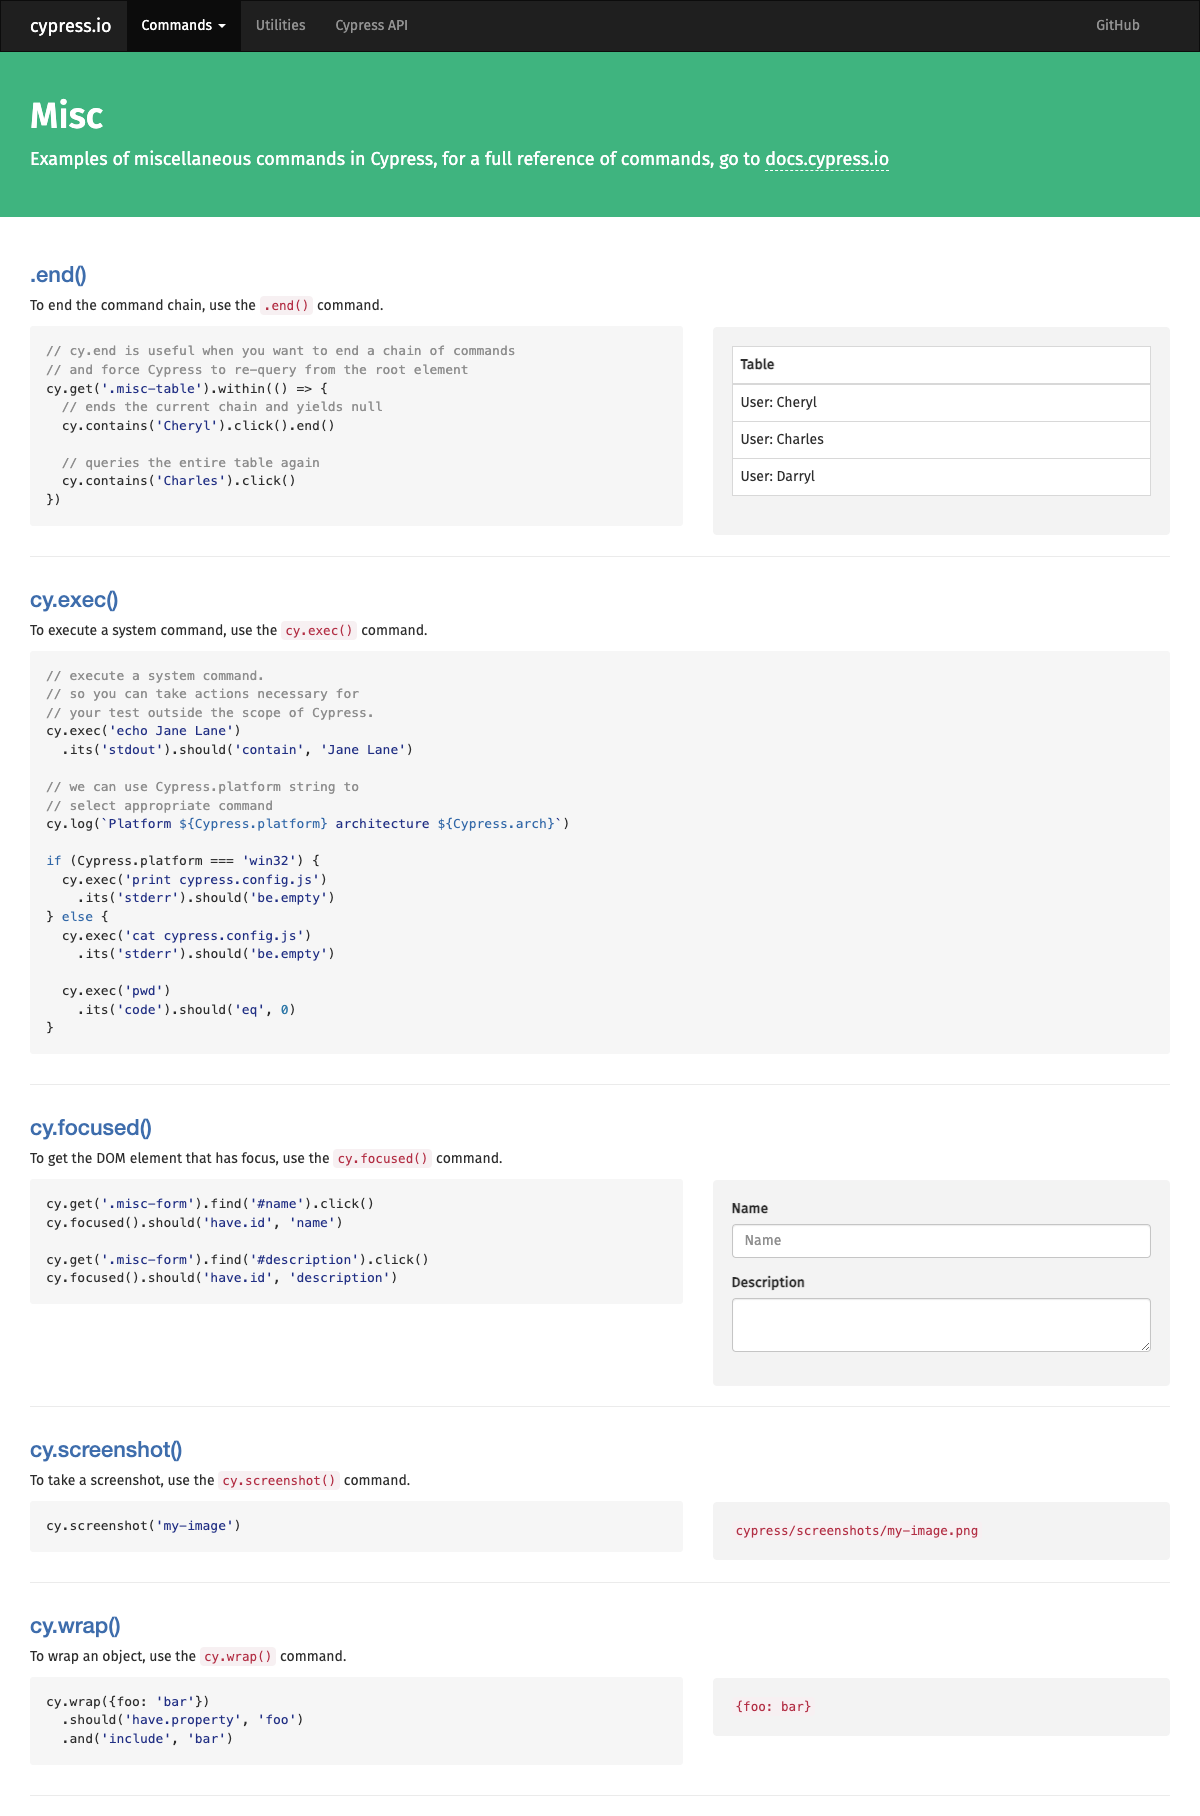 cypress.io Commands Utilities Cypress API GitHub
Misc
Examples of miscellaneous commands in Cypress, for a full reference of commands, go to docs.cypress.io
.end()
To end the command chain, use the .end() command.
// cy.end is useful when you want to end a chain of commands
// and force Cypress to re-query from the root element
cy.get('.misc-table').within(() => {
  // ends the current chain and yields null
  cy.contains('Cheryl').click().end()

  // queries the entire table again
  cy.contains('Charles').click()
})
Table
User: Cheryl
User: Charles
User: Darryl
cy.exec()
To execute a system command, use the cy.exec() command.
// execute a system command.
// so you can take actions necessary for
// your test outside the scope of Cypress.
cy.exec('echo Jane Lane')
  .its('stdout').should('contain', 'Jane Lane')

// we can use Cypress.platform string to
// select appropriate command
cy.log(`Platform ${Cypress.platform} architecture ${Cypress.arch}`)

if (Cypress.platform === 'win32') {
  cy.exec('print cypress.config.js')
    .its('stderr').should('be.empty')
} else {
  cy.exec('cat cypress.config.js')
    .its('stderr').should('be.empty')

  cy.exec('pwd')
    .its('code').should('eq', 0)
}
cy.focused()
To get the DOM element that has focus, use the cy.focused() command.
cy.get('.misc-form').find('#name').click()
cy.focused().should('have.id', 'name')

cy.get('.misc-form').find('#description').click()
cy.focused().should('have.id', 'description')
Name
Name
Description
cy.screenshot()
To take a screenshot, use the cy.screenshot() command.
cy.screenshot('my-image')
cypress/screenshots/my-image.png
cy.wrap()
To wrap an object, use the cy.wrap() command.
cy.wrap({foo: 'bar'})
  .should('have.property', 'foo')
  .and('include', 'bar')
{foo: bar}